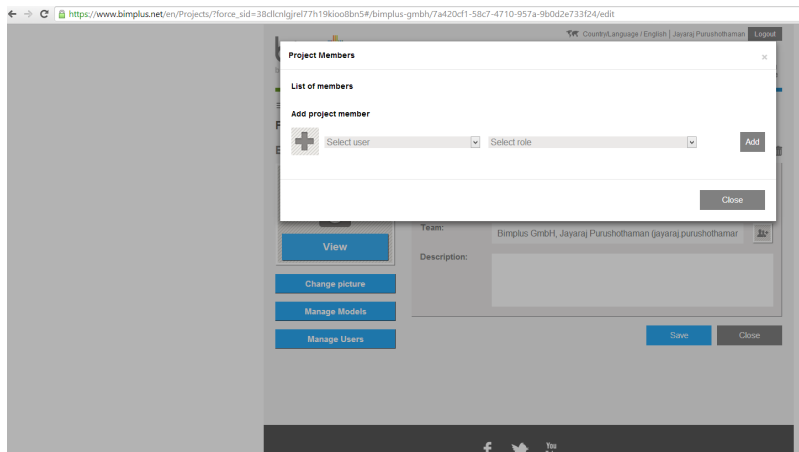 https://www.bimplus.net/en/Projects/?force_sid=38cllcnlgjrel77h19kioo8bn5#/bimplus-gmbh/7a420cf1-58c7-4710-957a-9b0d2e733f24/edit
Country/Language / English | Jayaraj Purushothaman Logout
Project Members
×
List of members
Add project member
Select user Select role Add
Close
Team: Bimplus GmbH, Jayaraj Purushothaman (jayaraj.purushothamar
View
Description:
Change picture
Manage Models
Manage Users
Save Close
You